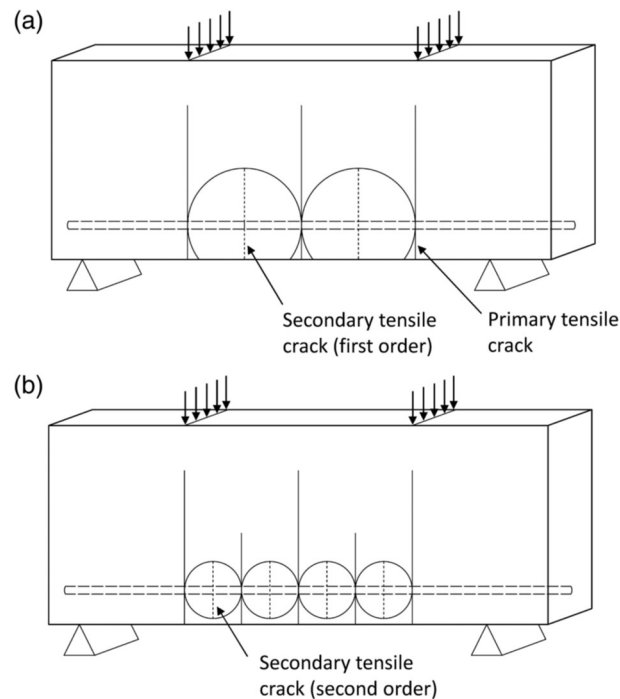 (a)
Secondary tensile
crack (first order)
Primary tensile
crack
(b)
Secondary tensile
crack (second order)